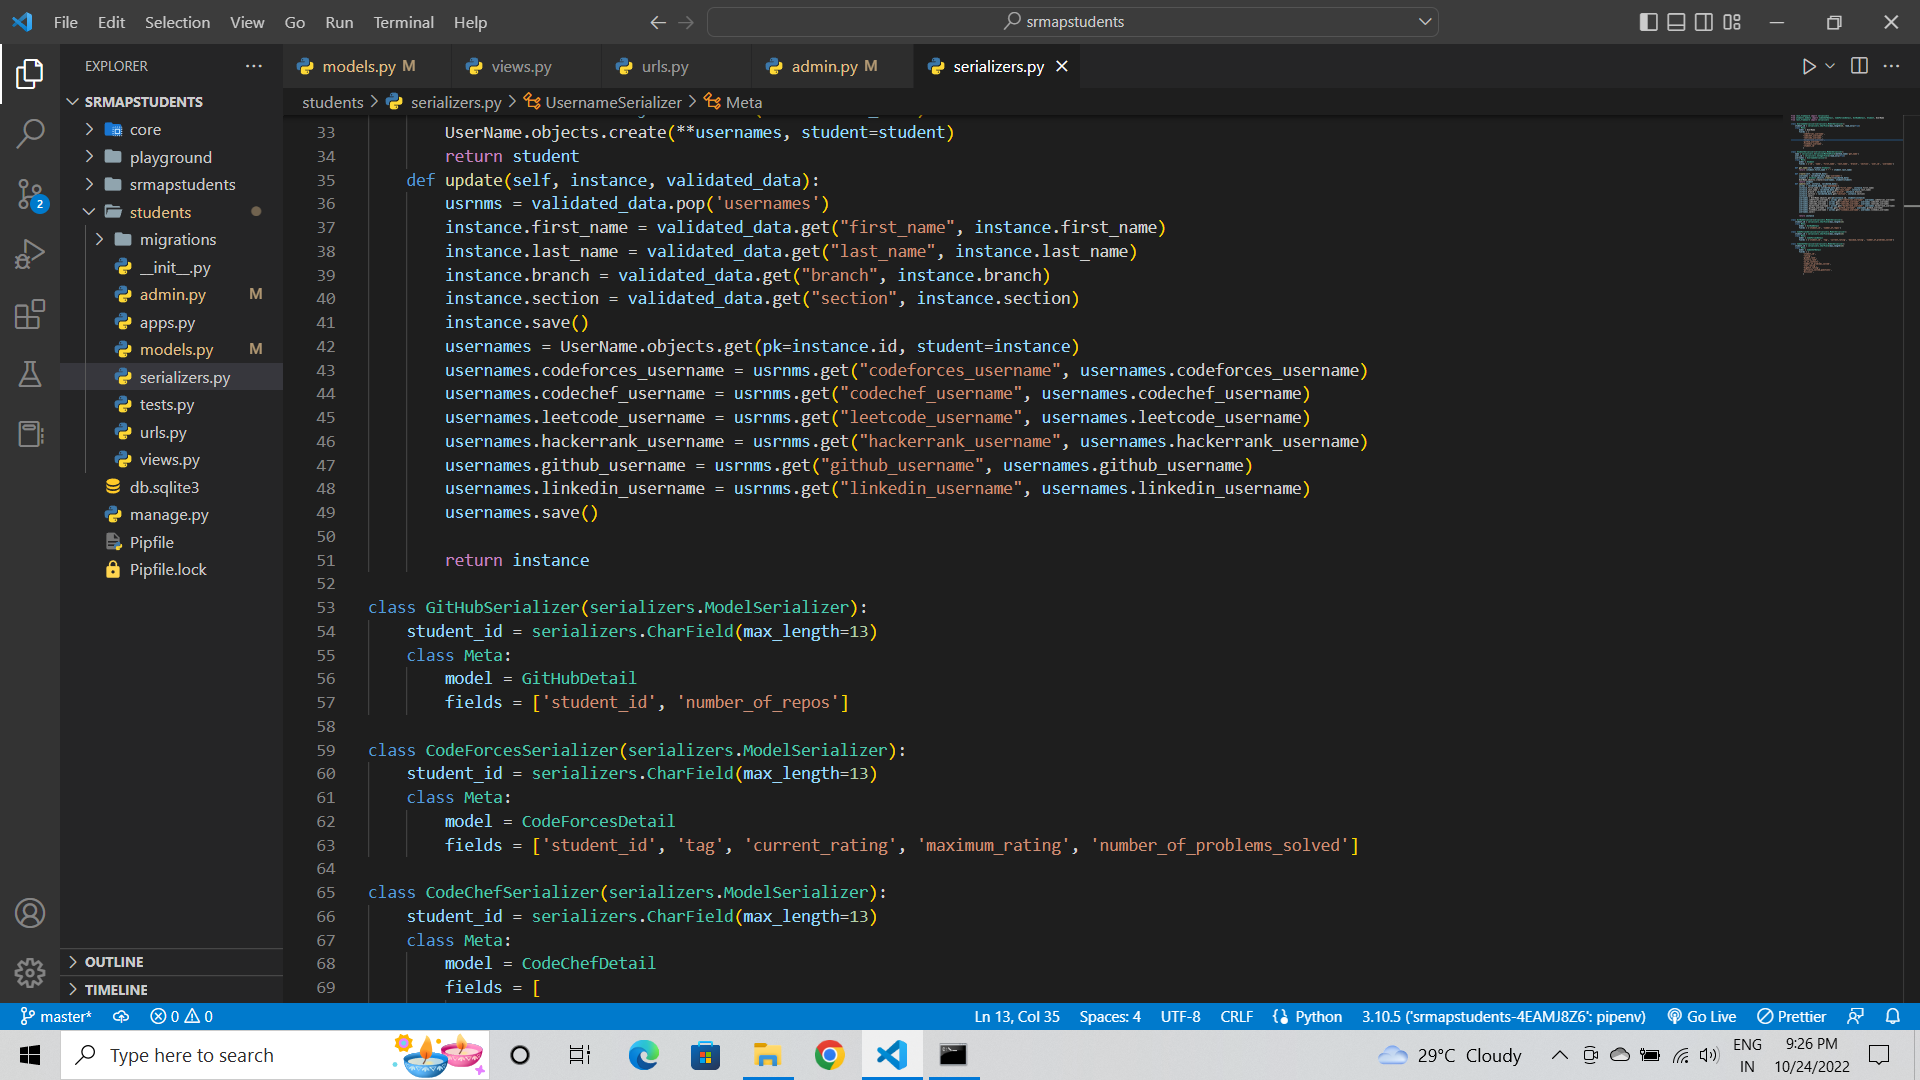 File Edit Selection View Go Run Terminal Help
srmapstudents
EXPLORER
models.py M views.py urls.py admin.py M serializers.py
students > serializers.py > UsernameSerializer > Meta
SRMAPSTUDENTS
core
playground
srmapstudents
students
migrations
__init__.py
admin.py M
apps.py
models.py M
serializers.py
tests.py
urls.py
views.py
db.sqlite3
manage.py
Pipfile
Pipfile.lock
OUTLINE
TIMELINE
2
33 UserName.objects.create(**usernames, student=student)
34 return student
35 def update(self, instance, validated_data):
36 usrnms = validated_data.pop('usernames')
37 instance.first_name = validated_data.get("first_name", instance.first_name)
38 instance.last_name = validated_data.get("last_name", instance.last_name)
39 instance.branch = validated_data.get("branch", instance.branch)
40 instance.section = validated_data.get("section", instance.section)
41 instance.save()
42 usernames = UserName.objects.get(pk=instance.id, student=instance)
43 usernames.codeforces_username = usrnms.get("codeforces_username", usernames.codeforces_username)
44 usernames.codechef_username = usrnms.get("codechef_username", usernames.codechef_username)
45 usernames.leetcode_username = usrnms.get("leetcode_username", usernames.leetcode_username)
46 usernames.hackerrank_username = usrnms.get("hackerrank_username", usernames.hackerrank_username)
47 usernames.github_username = usrnms.get("github_username", usernames.github_username)
48 usernames.linkedin_username = usrnms.get("linkedin_username", usernames.linkedin_username)
49 usernames.save()
50
51 return instance
52
53 class GitHubSerializer(serializers.ModelSerializer):
54 student_id = serializers.CharField(max_length=13)
55 class Meta:
56 model = GitHubDetail
57 fields = ['student_id', 'number_of_repos']
58
59 class CodeForcesSerializer(serializers.ModelSerializer):
60 student_id = serializers.CharField(max_length=13)
61 class Meta:
62 model = CodeForcesDetail
63 fields = ['student_id', 'tag', 'current_rating', 'maximum_rating', 'number_of_problems_solved']
64
65 class CodeChefSerializer(serializers.ModelSerializer):
66 student_id = serializers.CharField(max_length=13)
67 class Meta:
68 model = CodeChefDetail
69 fields = [
master* 0 0 Ln 13, Col 35 Spaces: 4 UTF-8 CRLF Python 3.10.5 ('srmapstudents-4EAMJ8Z6': pipenv) Go Live Prettier
Type here to search 29°C Cloudy ENG IN 9:26 PM 10/24/2022